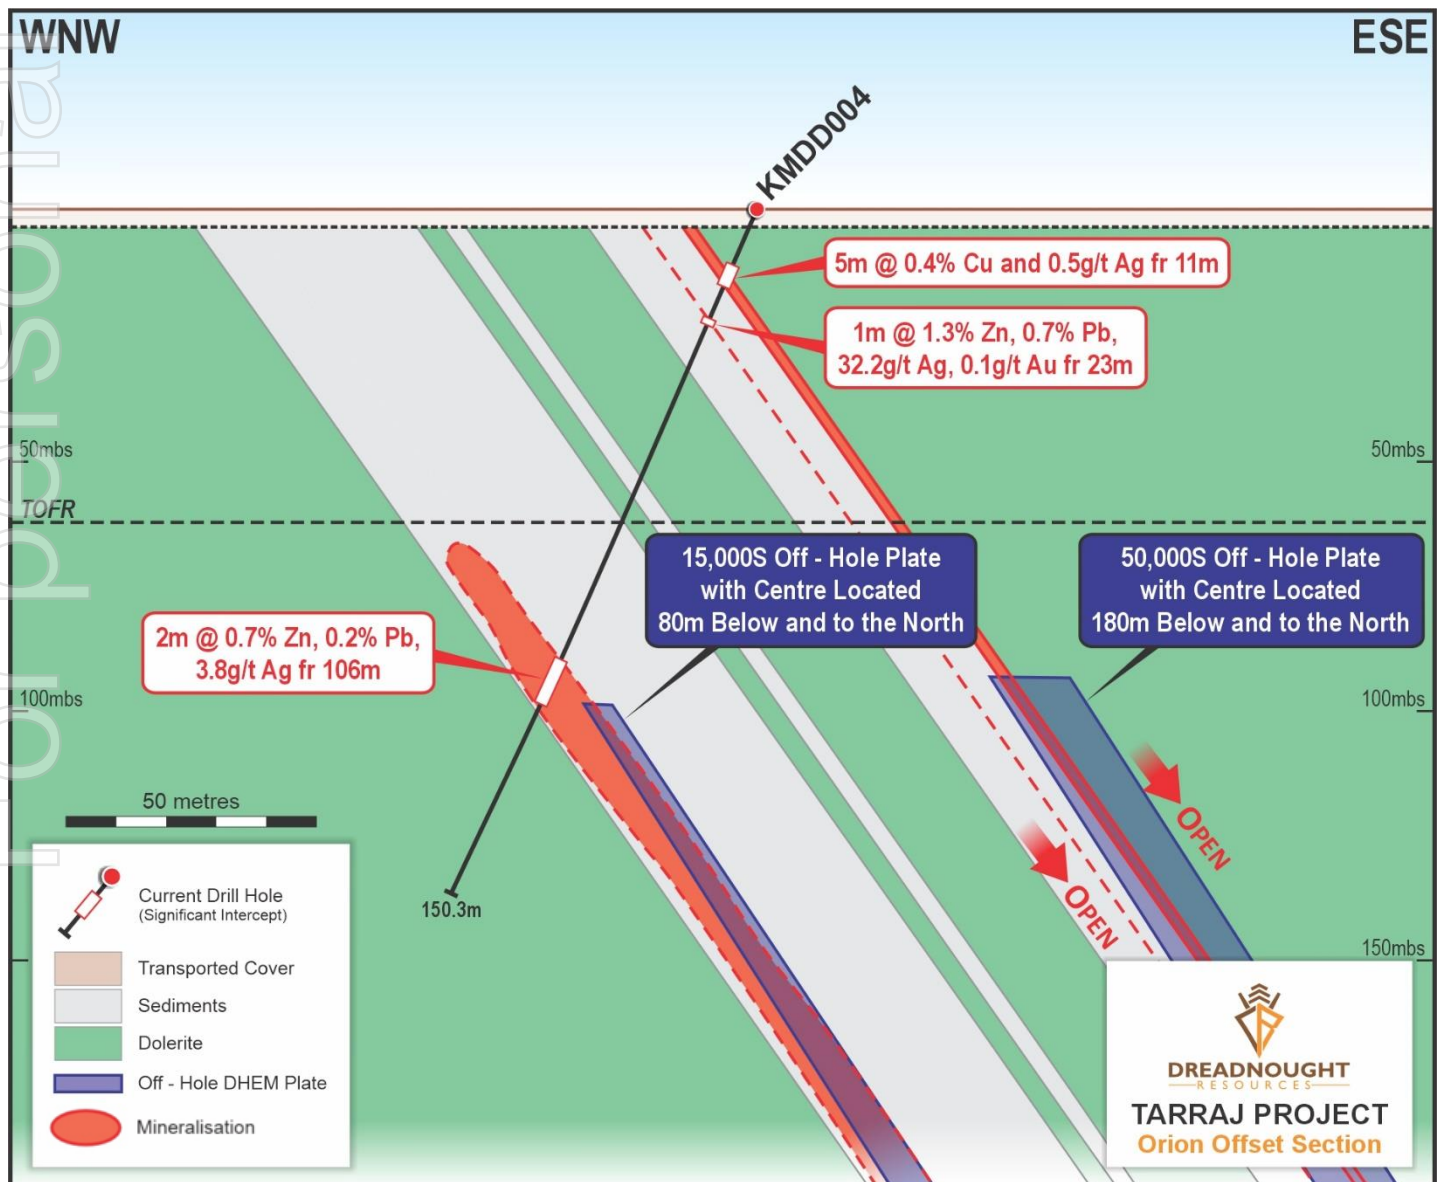 WNW
ESE
For personal
KMDD004
5m @ 0.4% Cu and 0.5g/t Ag fr 11m
1m @ 1.3% Zn, 0.7% Pb,
32.2g/t Ag, 0.1g/t Au fr 23m
50mbs
50mbs
TOFR
15,000S Off - Hole Plate
with Centre Located
80m Below and to the North
50,000S Off - Hole Plate
with Centre Located
180m Below and to the North
2m @ 0.7% Zn, 0.2% Pb,
3.8g/t Ag fr 106m
100mbs
100mbs
50 metres
OPEN
OPEN
150.3m
150mbs
Current Drill Hole
(Significant Intercept)
Transported Cover
Sediments
Dolerite
Off - Hole DHEM Plate
Mineralisation
DREADNOUGHT
RESOURCES
TARRAJ PROJECT
Orion Offset Section